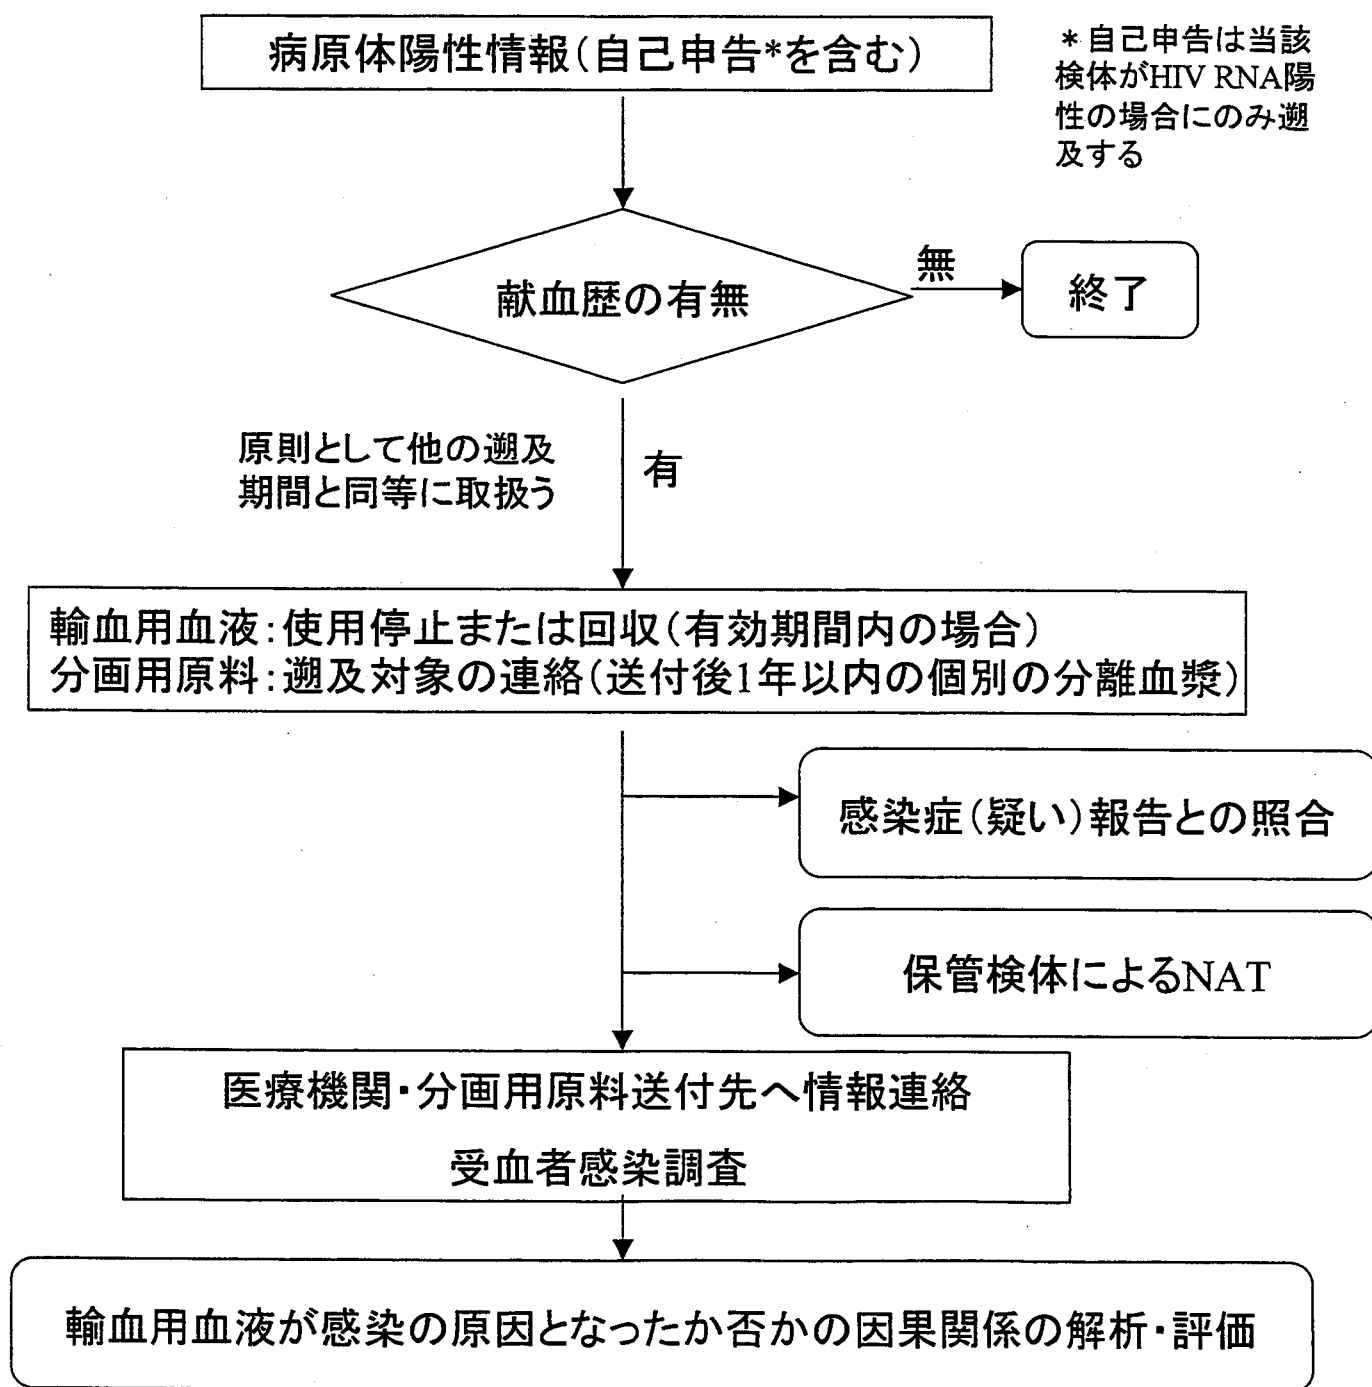 病原体陽性情報(自己申告*を含む)
*自己申告は当該
検体がHIV RNA陽
性の場合にのみ遡
及する
献血歴の有無
無
終了
原則として他の遡及
期間と同等に取扱う
有
輸血用血液:使用停止または回収(有効期間内の場合)
分画用原料:遡及対象の連絡(送付後1年以内の個別の分離血漿)
感染症(疑い)報告との照合
保管検体によるNAT
医療機関・分画用原料送付先へ情報連絡
受血者感染調査
輸血用血液が感染の原因となったか否かの因果関係の解析・評価